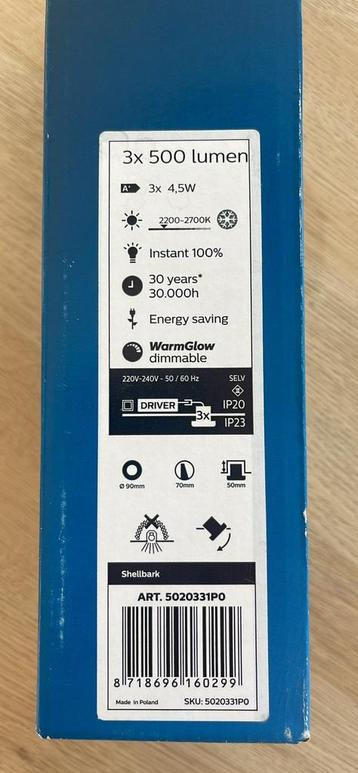 3x 500 lumen
A+ 3x 4,5W
2200-2700K
Instant 100%
30 years*
30.000h
Energy saving
WarmGlow
dimmable
220V-240V - 50 / 60 Hz SELV
DRIVER 3x IP20
IP23
Ø 90mm 70mm 50mm
Shellbark
ART. 5020331P0
8 718696 160299
Made in Poland SKU: 5020331P0